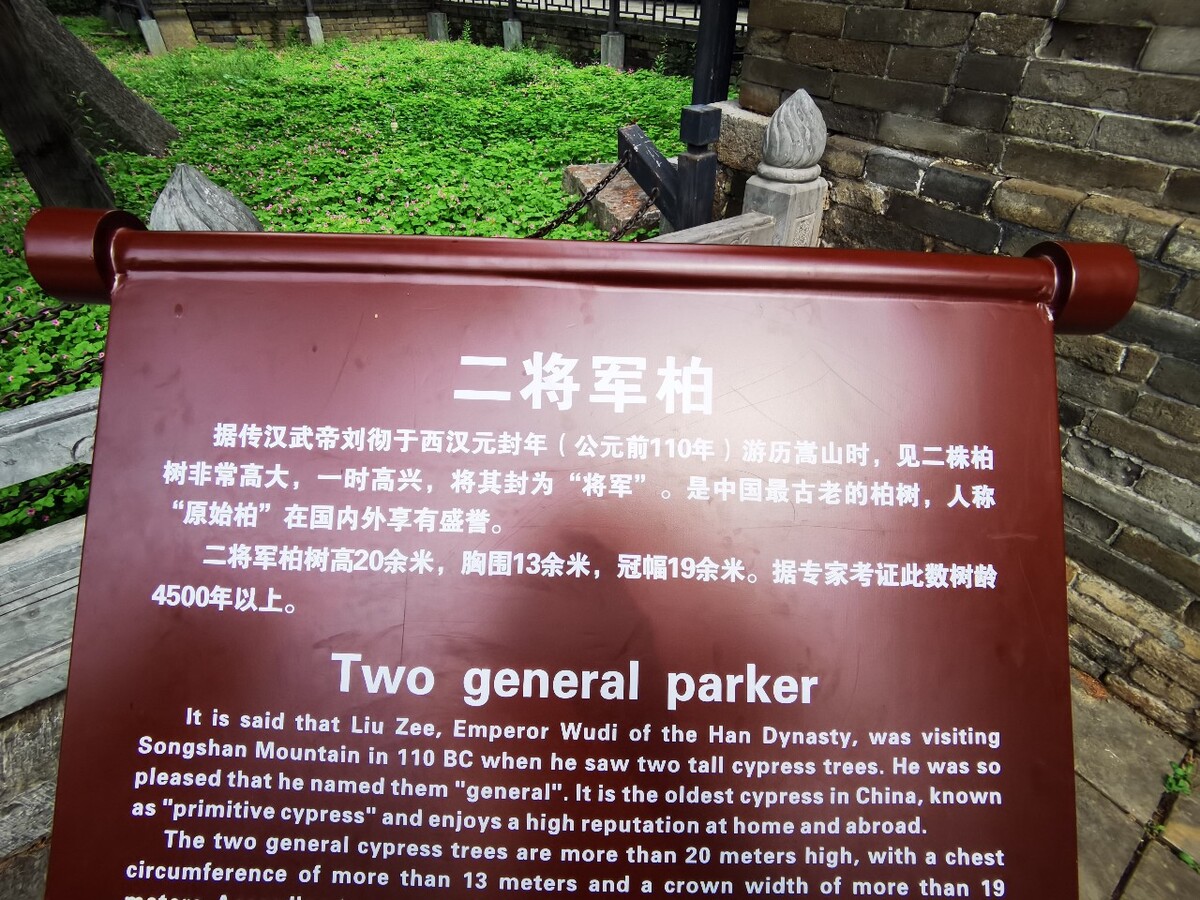 二将军柏
据传汉武帝刘彻于西汉元封年（公元前110年）游历嵩山时，见二株柏
树非常高大，一时高兴，将其封为“将军”。是中国最古老的柏树，人称
“原始柏”在国内外享有盛誉。
二将军柏树高20余米，胸围13余米，冠幅19余米。据专家考证此数树龄
4500年以上。
Two general parker
It is said that Liu Zee, Emperor Wudi of the Han Dynasty, was visiting
Songshan Mountain in 110 BC when he saw two tall cypress trees. He was so
pleased that he named them "general". It is the oldest cypress in China, known
as "primitive cypress" and enjoys a high reputation at home and abroad.
The two general cypress trees are more than 20 meters high, with a chest
circumference of more than 13 meters and a crown width of more than 19